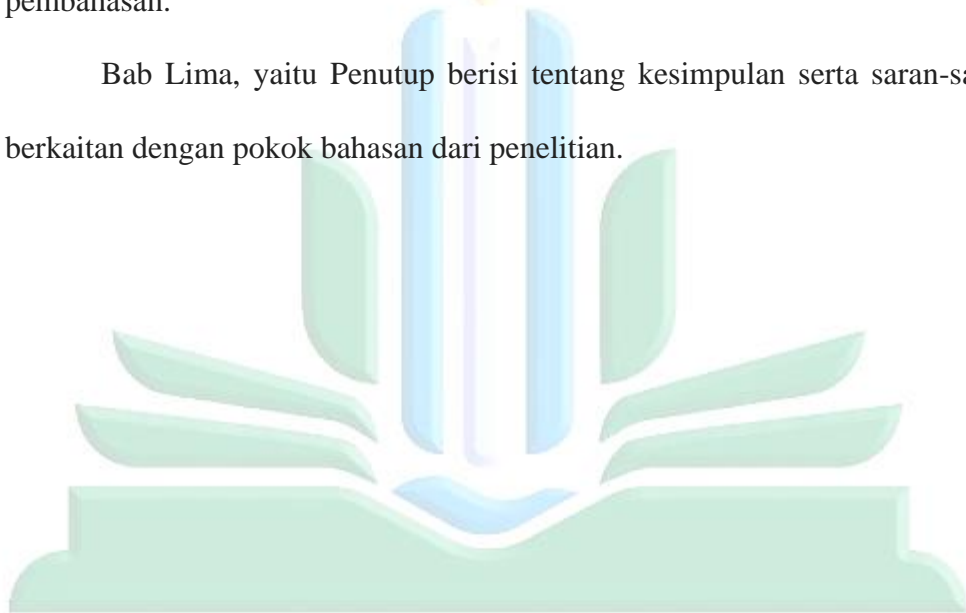 pembahasan.
Bab Lima, yaitu Penutup berisi tentang kesimpulan serta saran-sa
berkaitan dengan pokok bahasan dari penelitian.